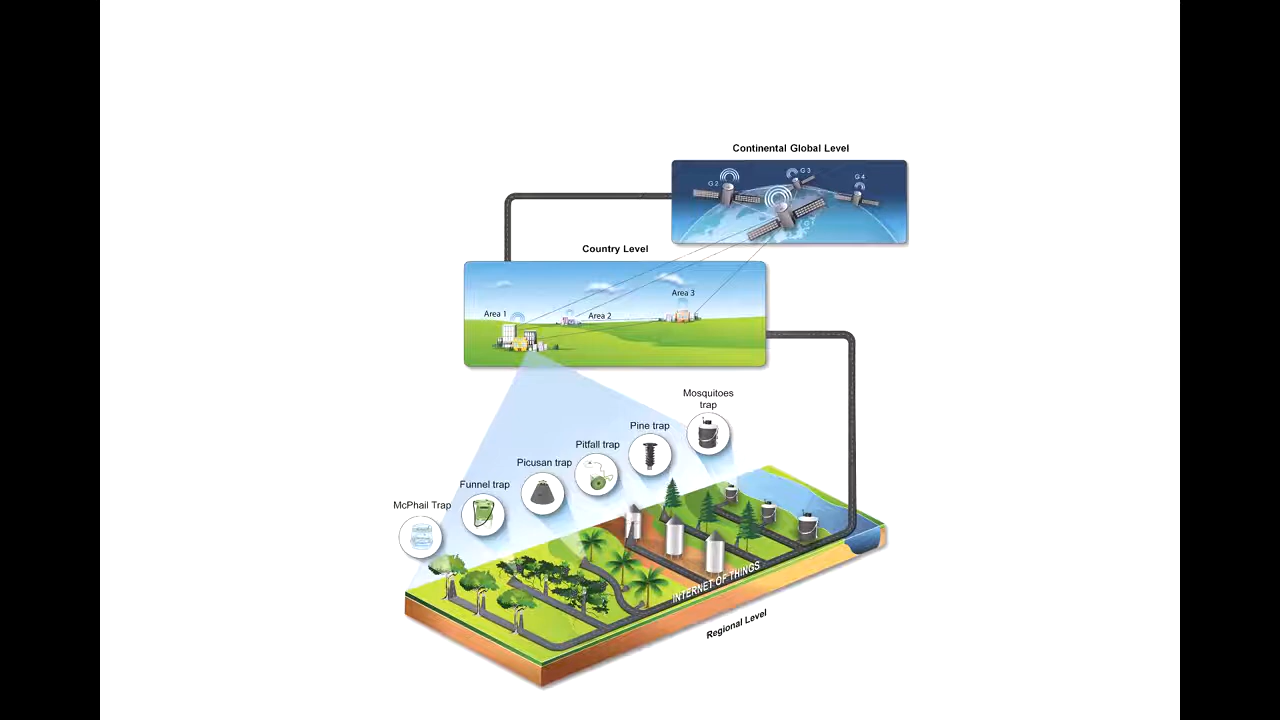 Continental Global Level
G 3
G 4
G 2
Country Level
Area 3
Area 1
Area 2
Mosquitoes
trap
Pine trap
Pitfall trap
Picusan trap
Funnel trap
McPhail Trap
INTERNET OF THINGS
Regional Level